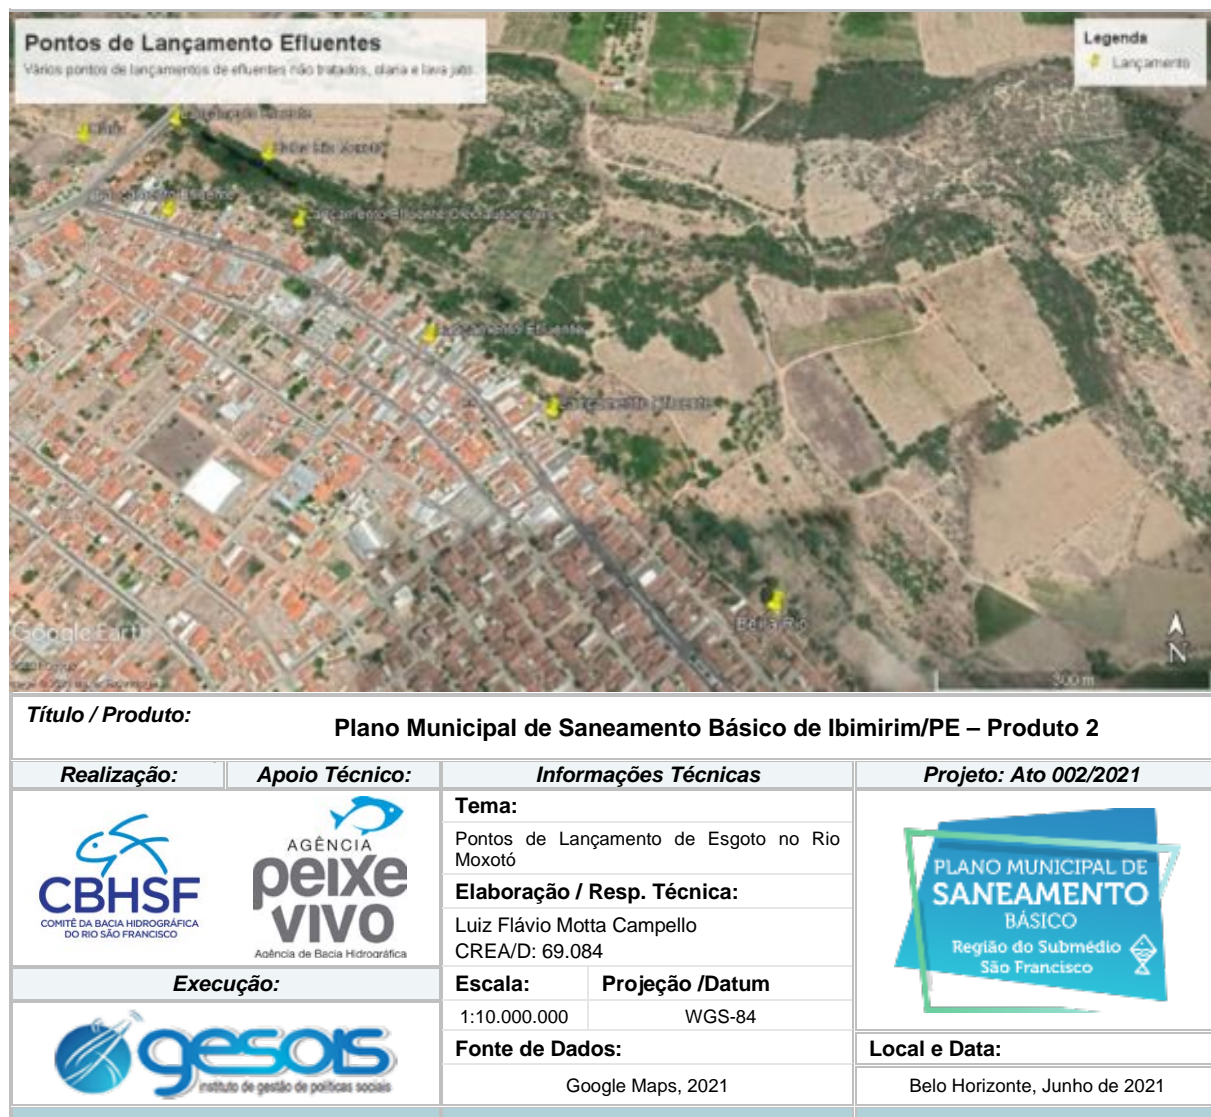 Pontos de Lançamento Efluentes
Vários pontos de lançamentos de efluentes não tratados, olaria e lava jato.
Legenda
Lançamento
Lançamento Efluente
Lançamento Efluente
Lançamento Efluente
Beira Rio
Google Earth
300 m
N
Título / Produto:
Plano Municipal de Saneamento Básico de Ibimirim/PE – Produto 2
Realização:
Apoio Técnico:
Informações Técnicas
Projeto: Ato 002/2021
CBHSF
COMITÊ DA BACIA HIDROGRÁFICA
DO RIO SÃO FRANCISCO
AGÊNCIA
peixe
vivo
Agência de Bacia Hidrográfica
Tema:
Pontos de Lançamento de Esgoto no Rio
Moxotó
Elaboração / Resp. Técnica:
Luiz Flávio Motta Campello
CREA/D: 69.084
PLANO MUNICIPAL DE
SANEAMENTO
BÁSICO
Região do Submédio
São Francisco
Execução:
gesois
instituto de gestão de políticas sociais
Escala:
Projeção /Datum
1:10.000.000
WGS-84
Fonte de Dados:
Google Maps, 2021
Local e Data:
Belo Horizonte, Junho de 2021